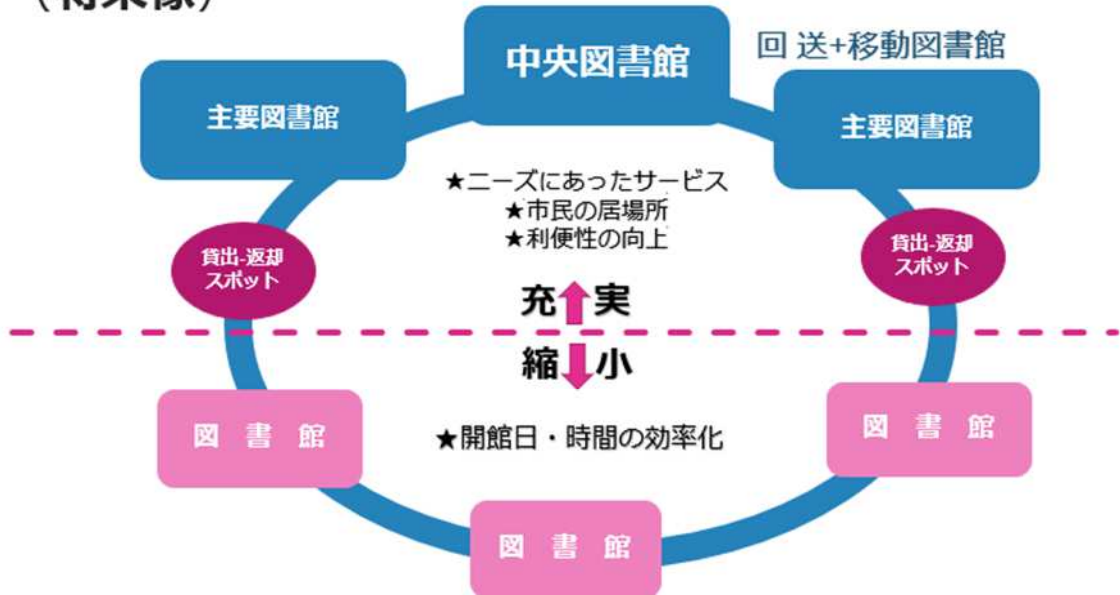 （将来像）
中央図書館
回 送+移動図書館
主要図書館
主要図書館
★ニーズにあったサービス
★市民の居場所
★利便性の向上
貸出-返却
スポット
貸出-返却
スポット
充 実
縮 小
図 書 館
★開館日・時間の効率化
図 書 館
図 書 館